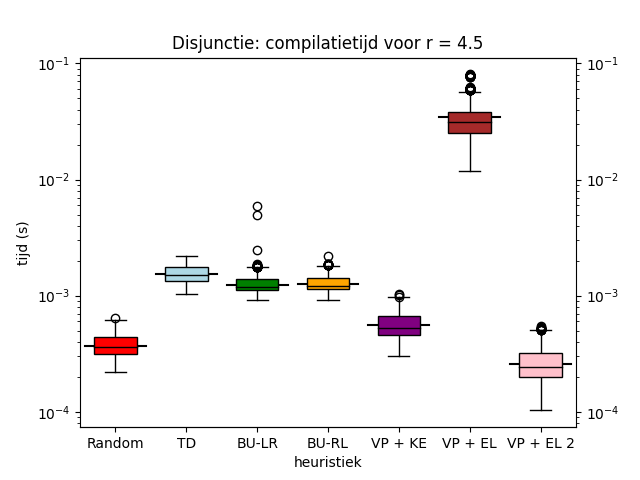 Disjunctie: compilatietijd voor r = 4.5
10⁻¹ 10⁻¹
10⁻² 10⁻²
10⁻³ 10⁻³
10⁻⁴ 10⁻⁴
tijd (s)
Random TD BU-LR BU-RL VP + KE VP + EL VP + EL 2
heuristiek